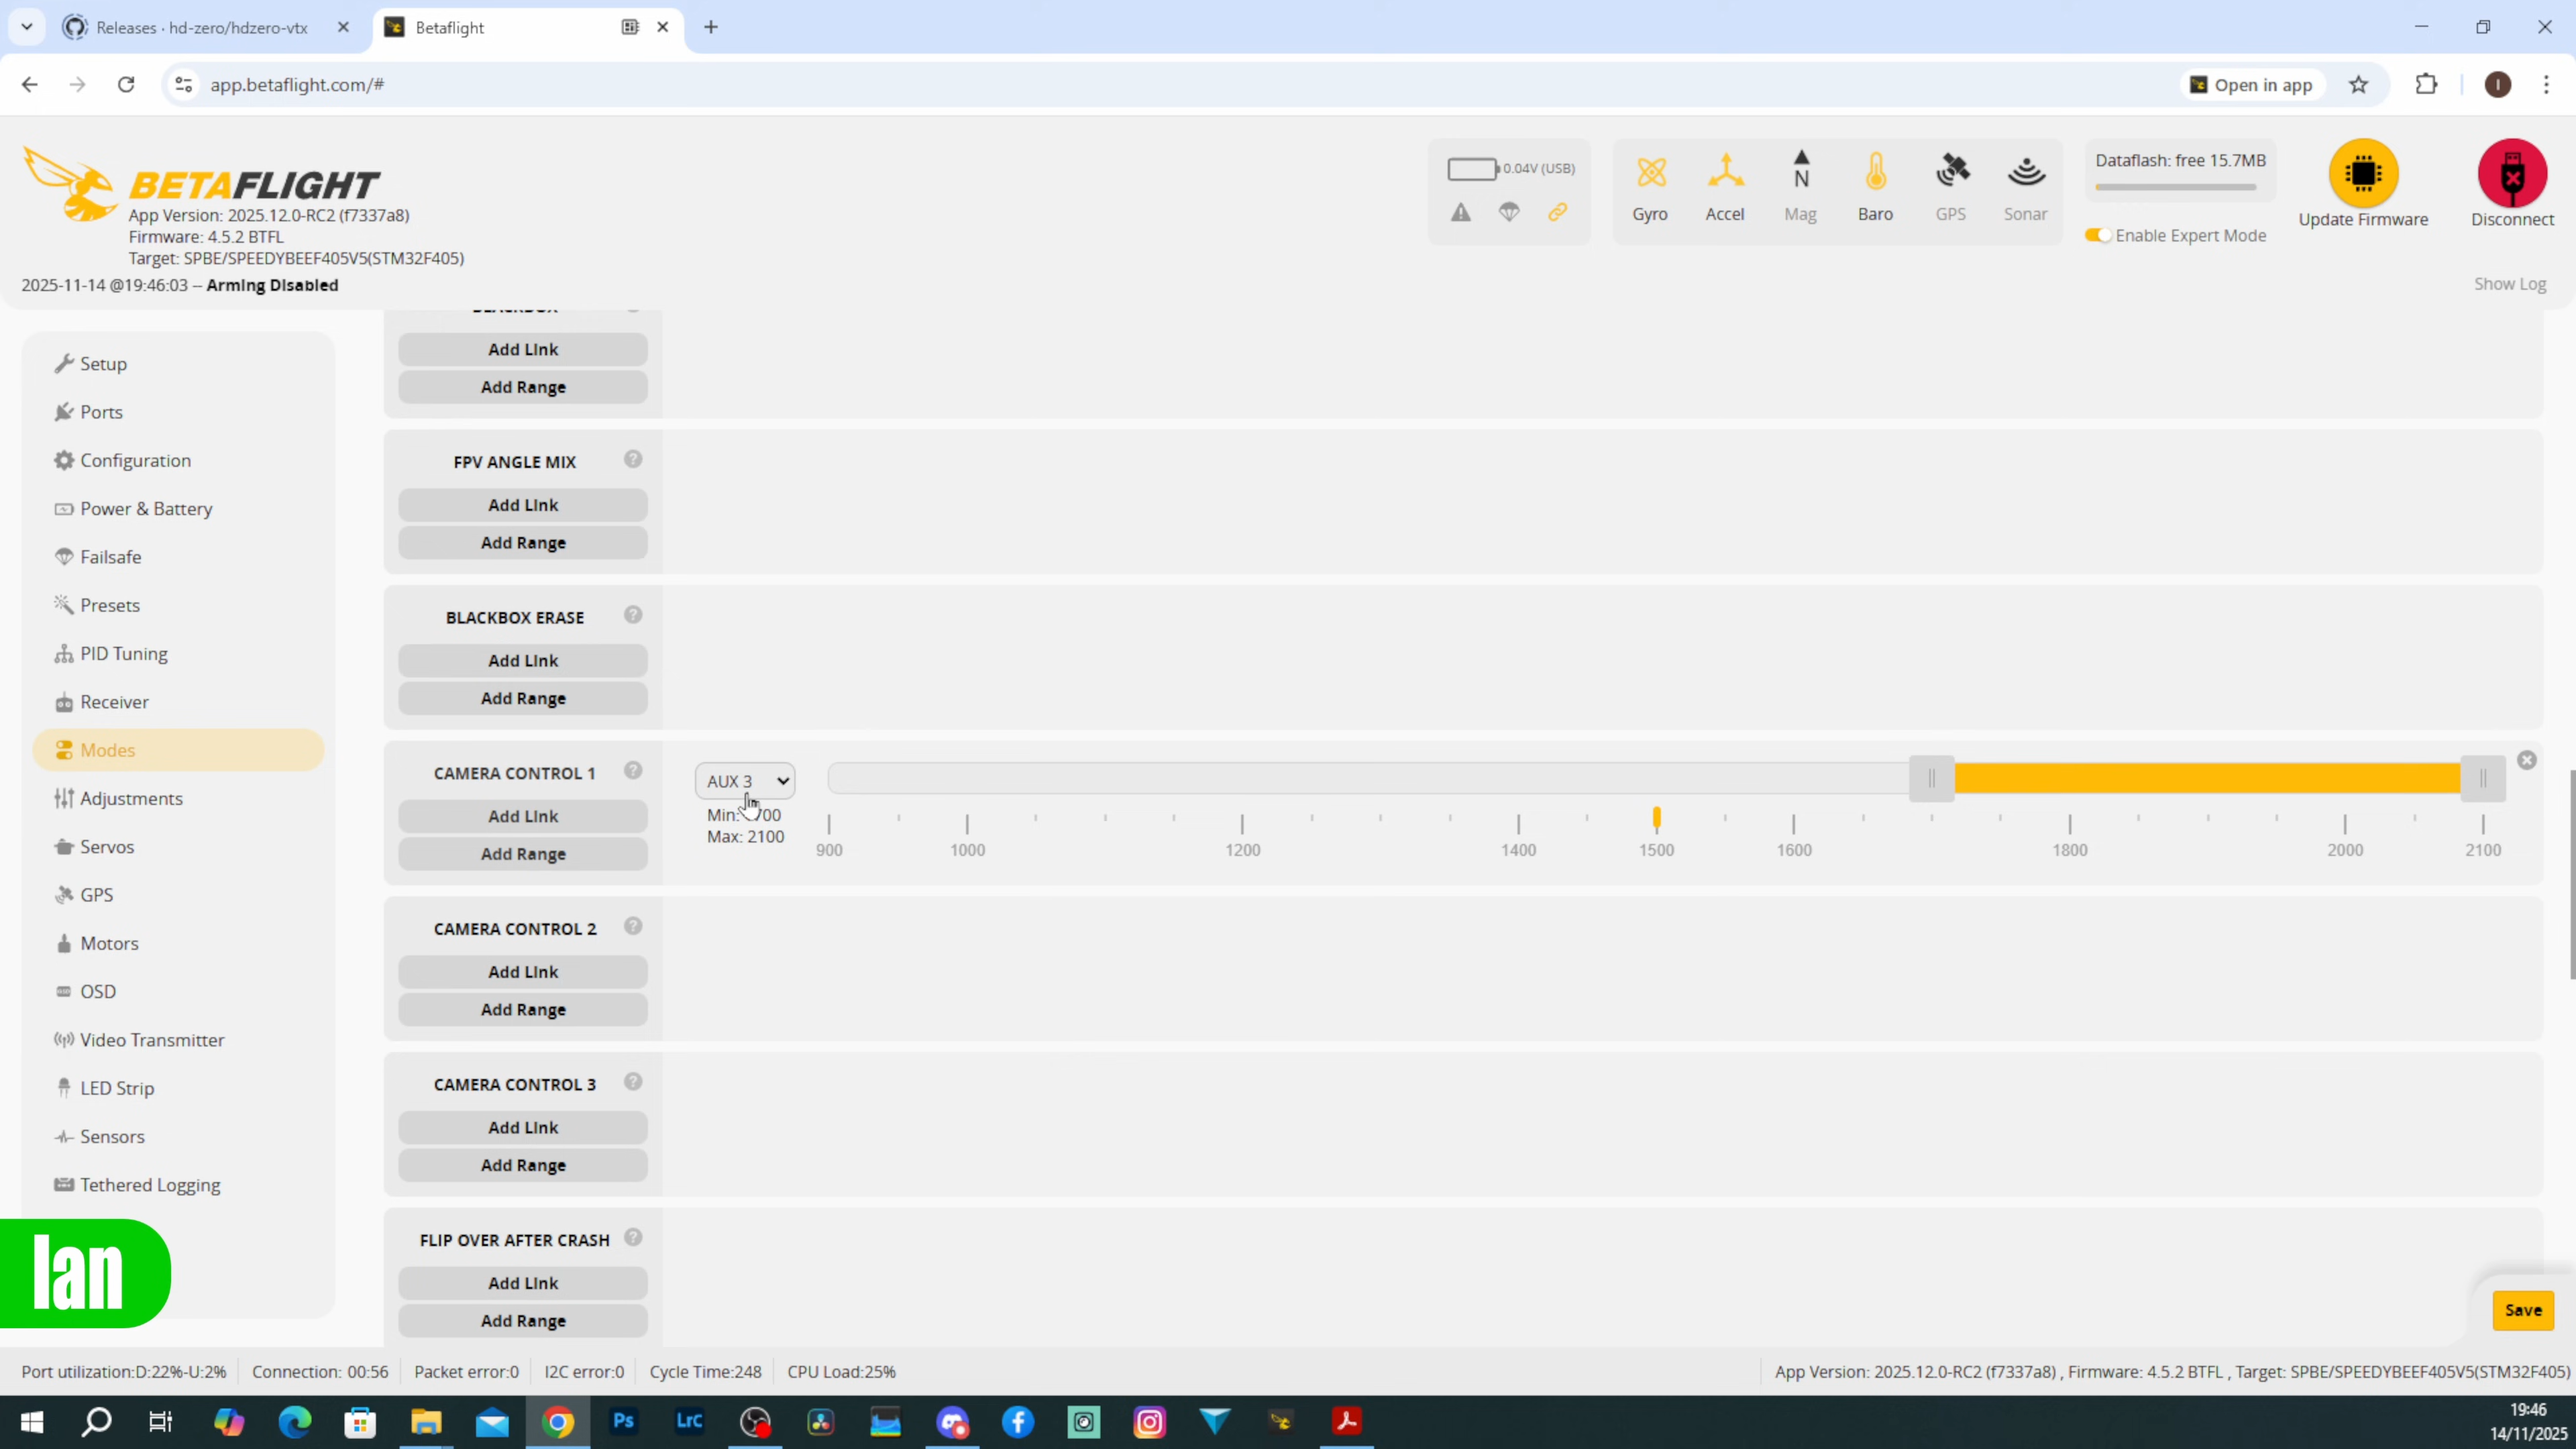 Releases · hd-zero/hdzero-vtx
Betaflight
app.betaflight.com/#
Open in app
I
BETAFLIGHT
App Version: 2025.12.0-RC2 (f7337a8)
Firmware: 4.5.2 BTFL
Target: SPBE/SPEEDYBEEF405V5(STM32F405)
2025-11-14 @19:46:03 -- Arming Disabled
0.04V (USB)
N
Gyro
Accel
Mag
Baro
GPS
Sonar
Dataflash: free 15.7MB
Enable Expert Mode
Update Firmware
Disconnect
Show Log
Setup
Ports
Configuration
Power & Battery
Failsafe
Presets
PID Tuning
Receiver
Modes
Adjustments
Servos
GPS
Motors
OSD
Video Transmitter
LED Strip
Sensors
Tethered Logging
BLACKBOX
Add Link
Add Range
FPV ANGLE MIX
Add Link
Add Range
BLACKBOX ERASE
Add Link
Add Range
CAMERA CONTROL 1
Add Link
Add Range
AUX 3
Min: 1700
Max: 2100
900 1000 1200 1400 1500 1600 1800 2000 2100
CAMERA CONTROL 2
Add Link
Add Range
CAMERA CONTROL 3
Add Link
Add Range
FLIP OVER AFTER CRASH
Add Link
Add Range
Ian
Save
Port utilization:D:22%-U:2%
Connection: 00:56
Packet error:0
I2C error:0
Cycle Time:248
CPU Load:25%
App Version: 2025.12.0-RC2 (f7337a8) , Firmware: 4.5.2 BTFL , Target: SPBE/SPEEDYBEEF405V5(STM32F405)
Ps
LrC
19:46
14/11/2025